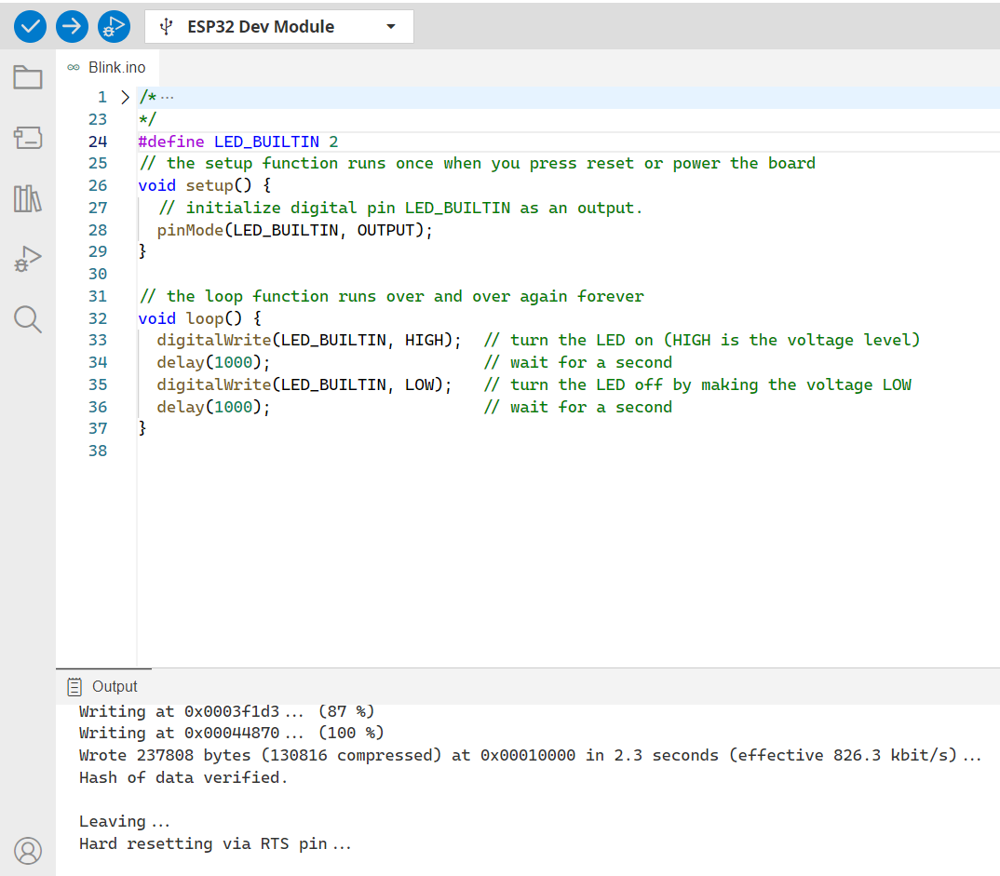 ESP32 Dev Module
Blink.ino
1 /* ...
23 */
24 #define LED_BUILTIN 2
25 // the setup function runs once when you press reset or power the board
26 void setup() {
27   // initialize digital pin LED_BUILTIN as an output.
28   pinMode(LED_BUILTIN, OUTPUT);
29 }
30
31 // the loop function runs over and over again forever
32 void loop() {
33   digitalWrite(LED_BUILTIN, HIGH);  // turn the LED on (HIGH is the voltage level)
34   delay(1000);                      // wait for a second
35   digitalWrite(LED_BUILTIN, LOW);   // turn the LED off by making the voltage LOW
36   delay(1000);                      // wait for a second
37 }
38
Output
Writing at 0x0003f1d3... (87 %)
Writing at 0x00044870... (100 %)
Wrote 237808 bytes (130816 compressed) at 0x00010000 in 2.3 seconds (effective 826.3 kbit/s)...
Hash of data verified.
Leaving...
Hard resetting via RTS pin...